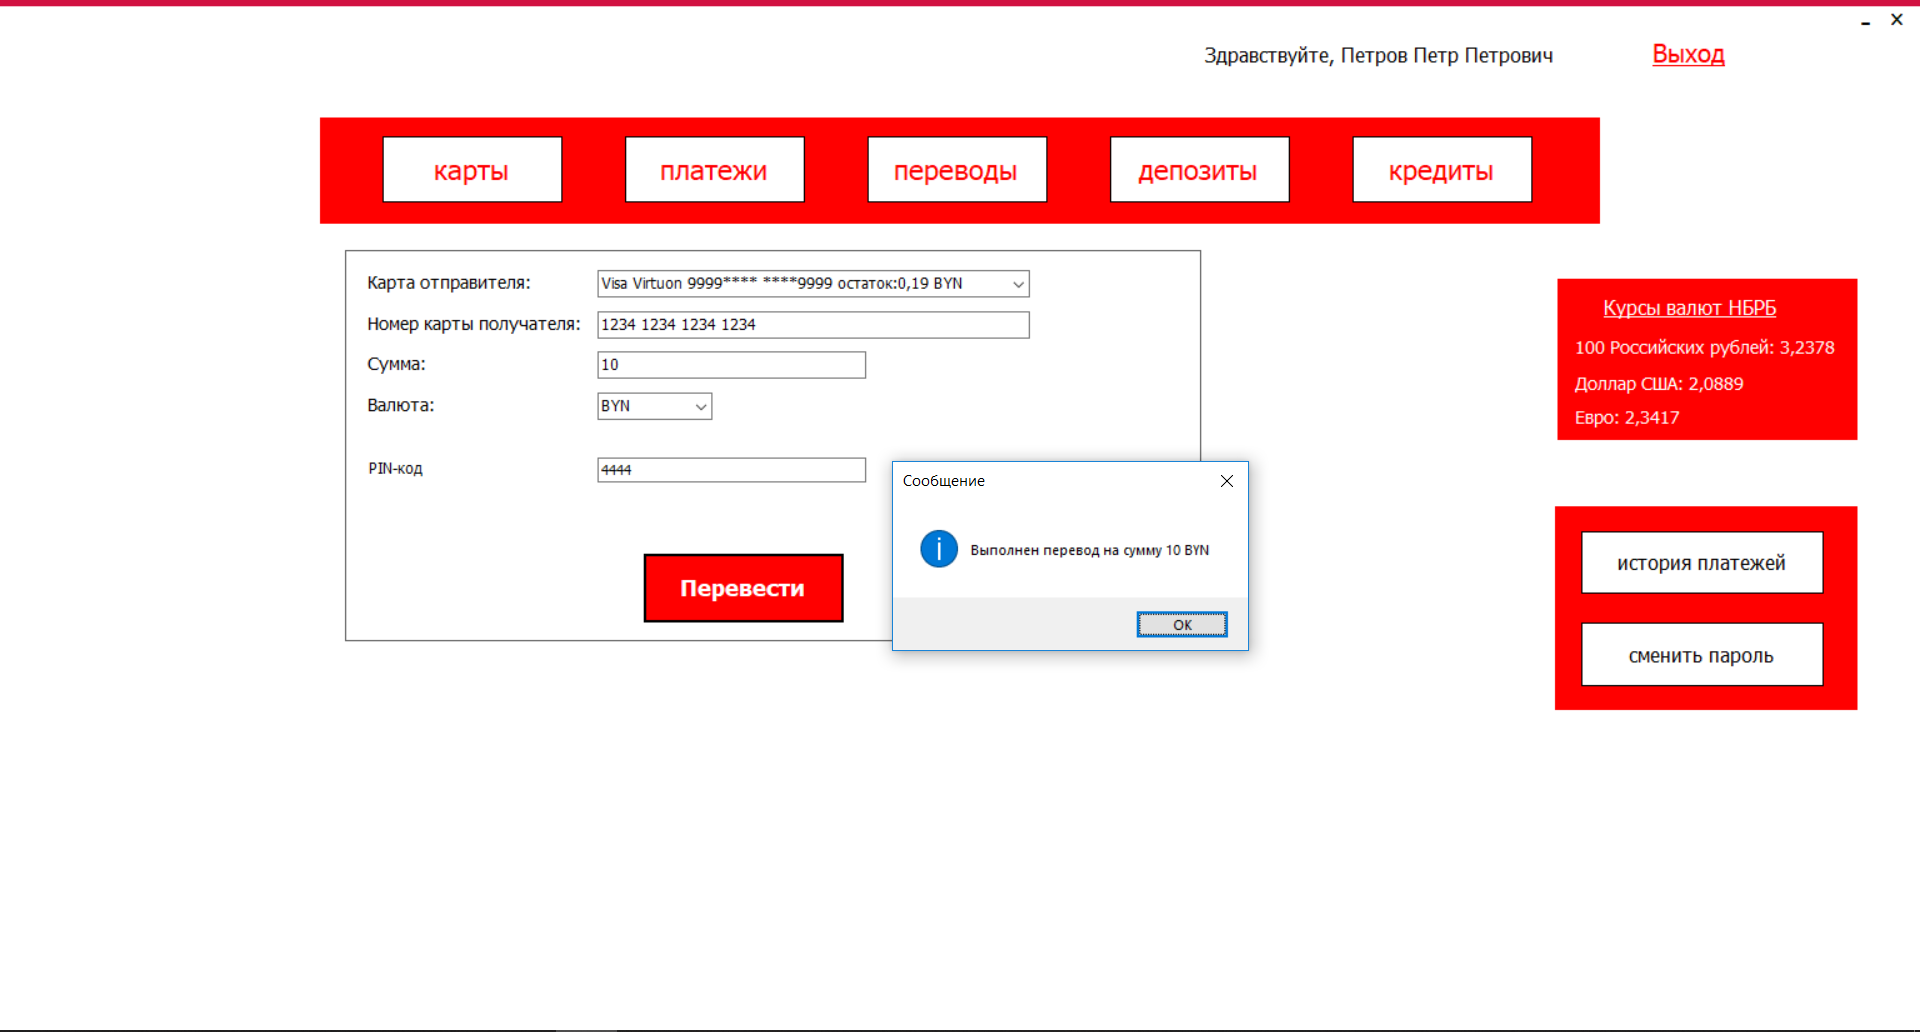 Здравствуйте, Петров Петр Петрович
Выход
карты
платежи
переводы
депозиты
кредиты
Карта отправителя:
Visa Virtuon 9999**** ****9999 остаток:0,19 BYN
Номер карты получателя:
1234 1234 1234 1234
Сумма:
10
Валюта:
BYN
PIN-код
4444
Перевести
Сообщение
Выполнен перевод на сумму 10 BYN
OK
Курсы валют НБРБ
100 Российских рублей: 3,2378
Доллар США: 2,0889
Евро: 2,3417
история платежей
сменить пароль